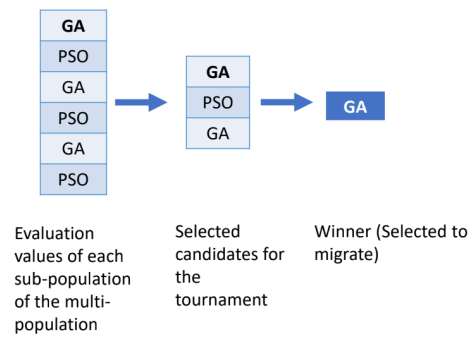 GA
PSO
GA
PSO
GA
PSO
GA
PSO
GA
GA
Evaluation
values of each
sub-population
of the multi-
population
Selected
candidates for
the
tournament
Winner (Selected to
migrate)